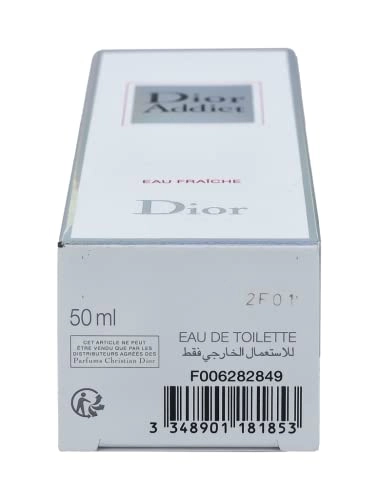 Dior
Addict
EAU FRAÎCHE
Dior
2F01
50 ml
EAU DE TOILETTE
للاستعمال الخارجي فقط
CET ARTICLE NE PEUT
ÊTRE VENDU QUE PAR LES
DISTRIBUTEURS AGRÉÉS DES
Parfums Christian Dior
F006282849
3 348901 181853